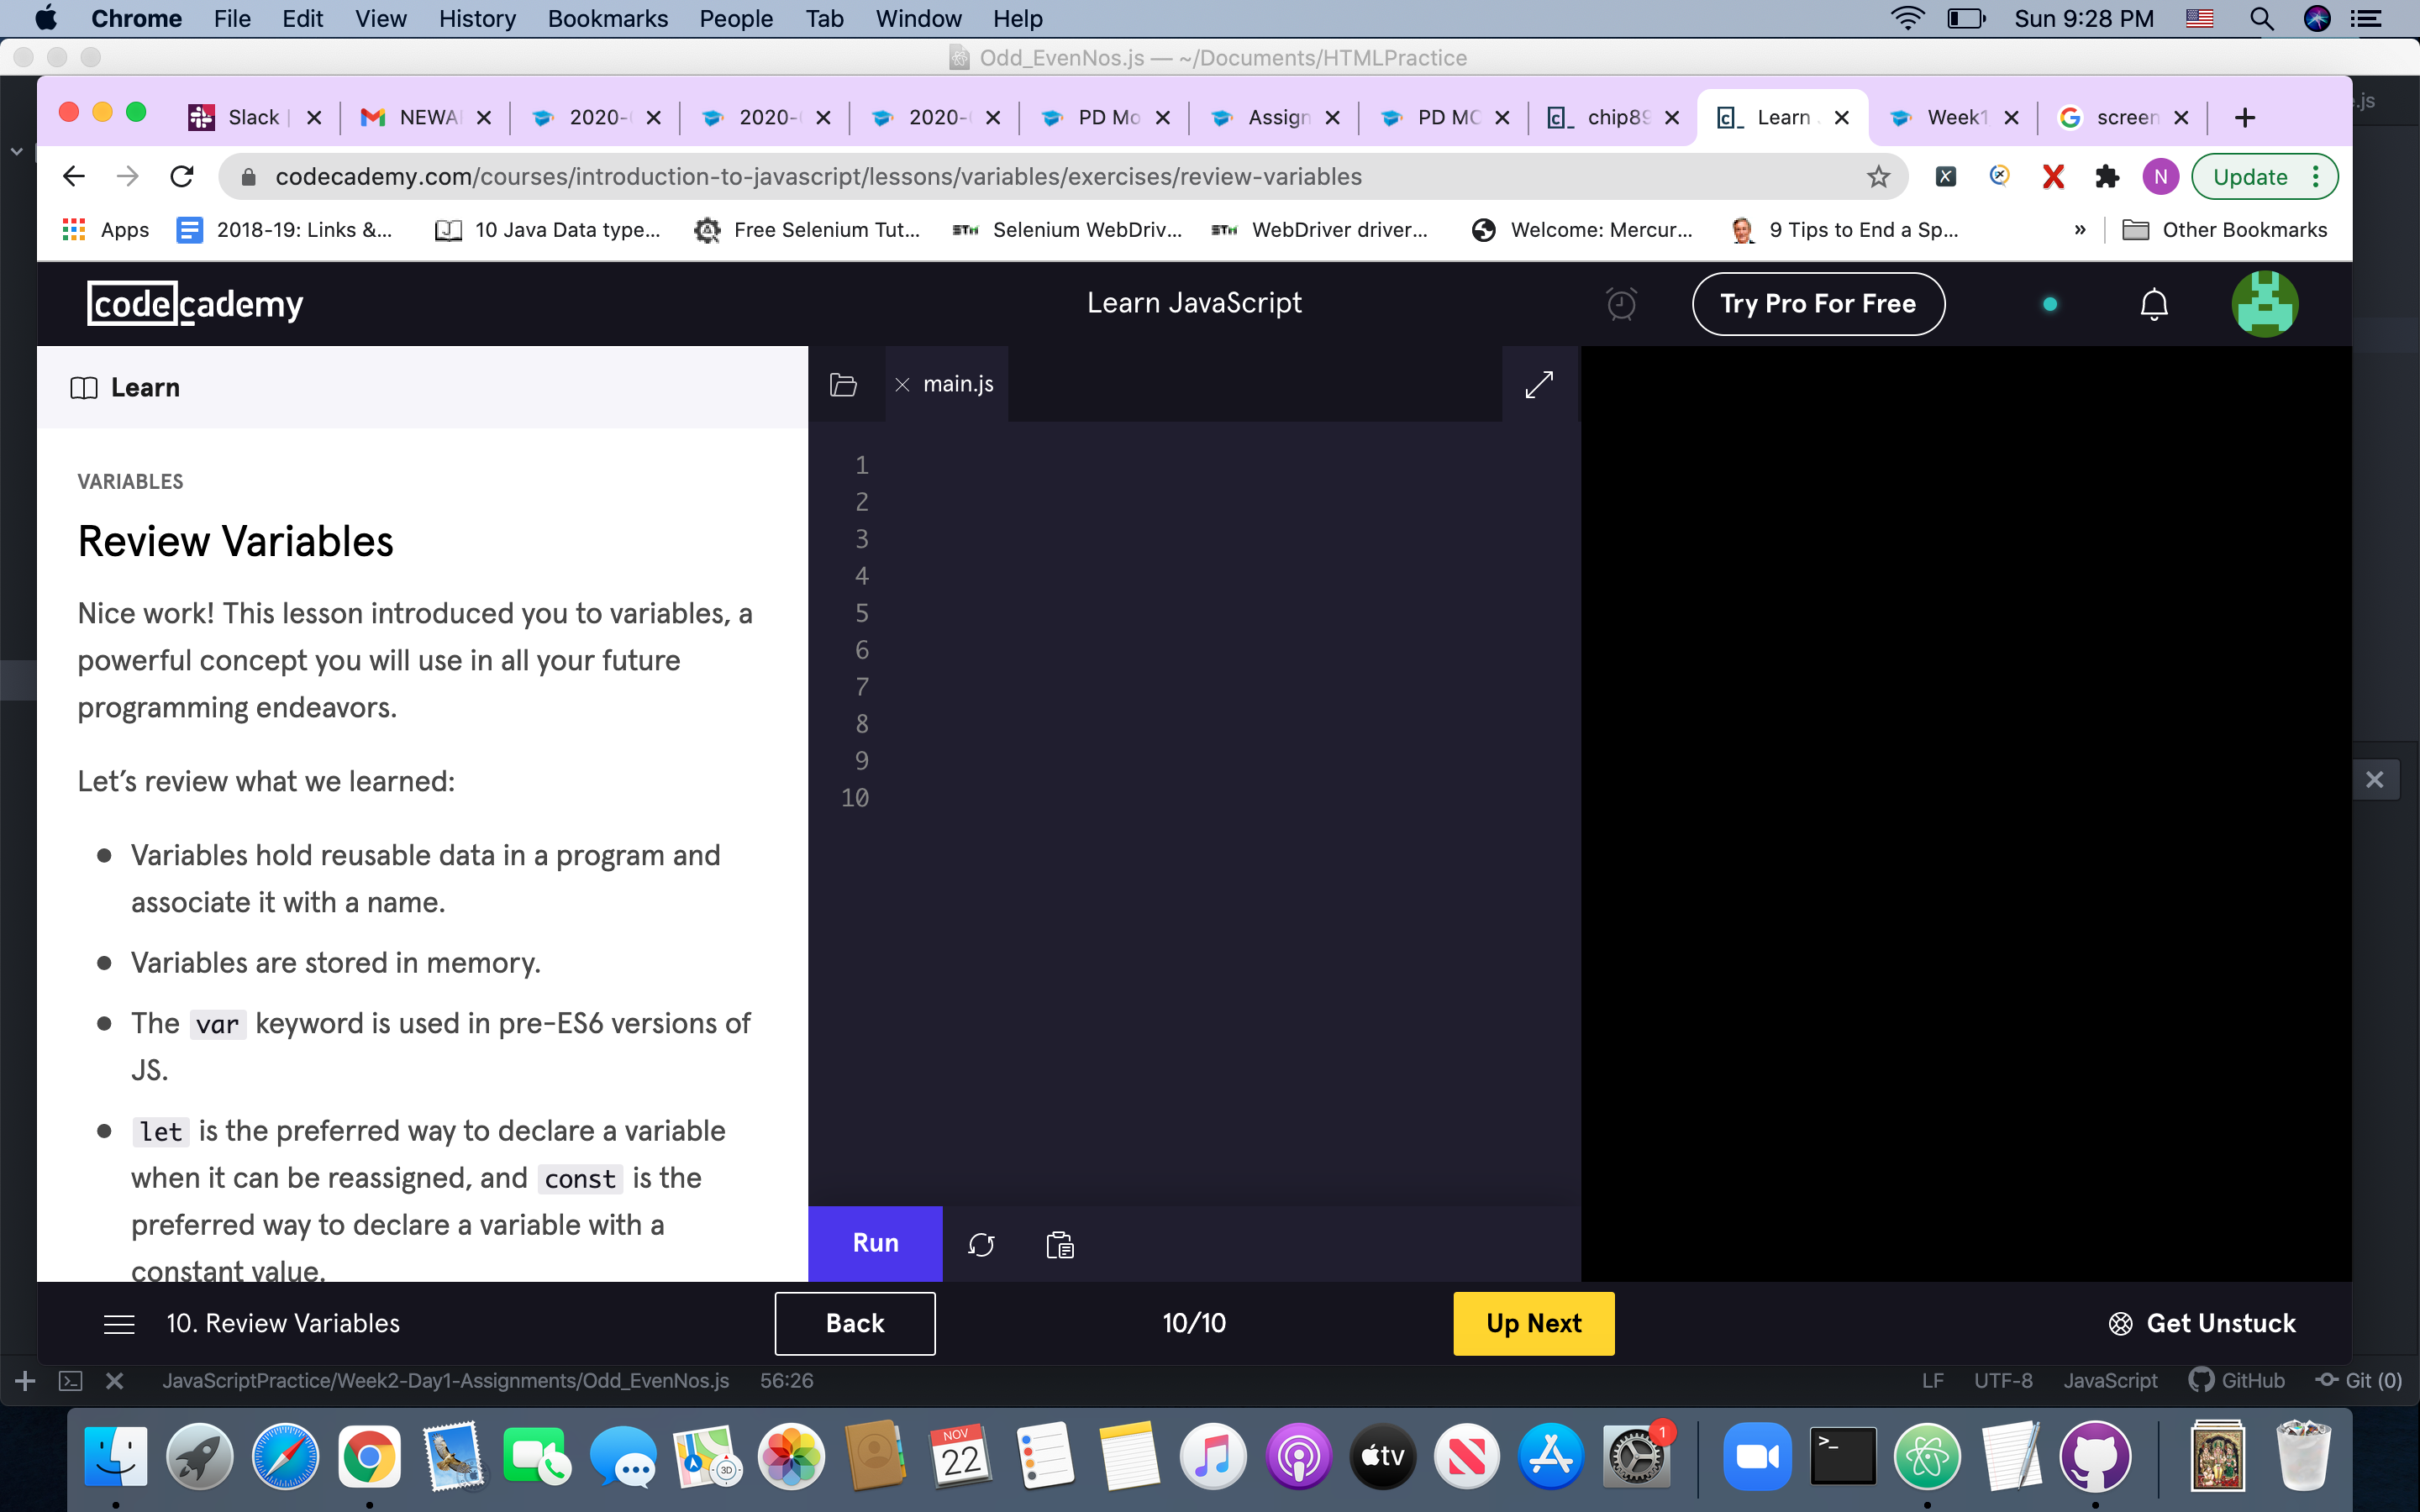 Chrome File Edit View History Bookmarks People Tab Window Help Sun 9:28 PM
Odd_EvenNos.js — ~/Documents/HTMLPractice
Slack NEWA 2020- 2020- 2020- PD Mo Assign PD MO chip89 Learn Week1 screen
.js
codecademy.com/courses/introduction-to-javascript/lessons/variables/exercises/review-variables N Update
Apps 2018-19: Links &... 10 Java Data type... Free Selenium Tut... Selenium WebDriv... WebDriver driver... Welcome: Mercur... 9 Tips to End a Sp... » Other Bookmarks
codecademy Learn JavaScript Try Pro For Free
Learn
main.js
VARIABLES
Review Variables
Nice work! This lesson introduced you to variables, a
powerful concept you will use in all your future
programming endeavors.
Let’s review what we learned:
● Variables hold reusable data in a program and
associate it with a name.
● Variables are stored in memory.
● The var keyword is used in pre-ES6 versions of
JS.
● let is the preferred way to declare a variable
when it can be reassigned, and const is the
preferred way to declare a variable with a
constant value.
1
2
3
4
5
6
7
8
9
10
Run
10. Review Variables Back 10/10 Up Next Get Unstuck
JavaScriptPractice/Week2-Day1-Assignments/Odd_EvenNos.js 56:26 LF UTF-8 JavaScript GitHub Git (0)
3D
NOV
22
tv
1
>_